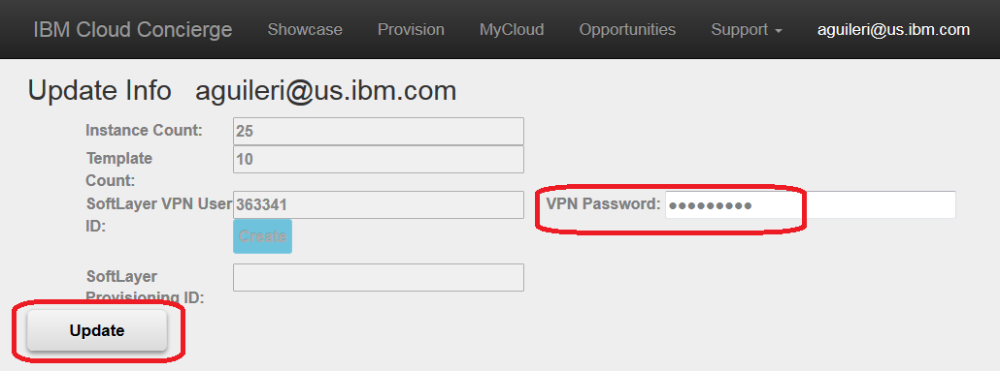 IBM Cloud Concierge Showcase Provision MyCloud Opportunities Support aguileri@us.ibm.com
Update Info aguileri@us.ibm.com
Instance Count: 25
Template 10
Count:
SoftLayer VPN User 363341 VPN Password: ●●●●●●●●●
ID:
Create
SoftLayer
Provisioning ID:
Update